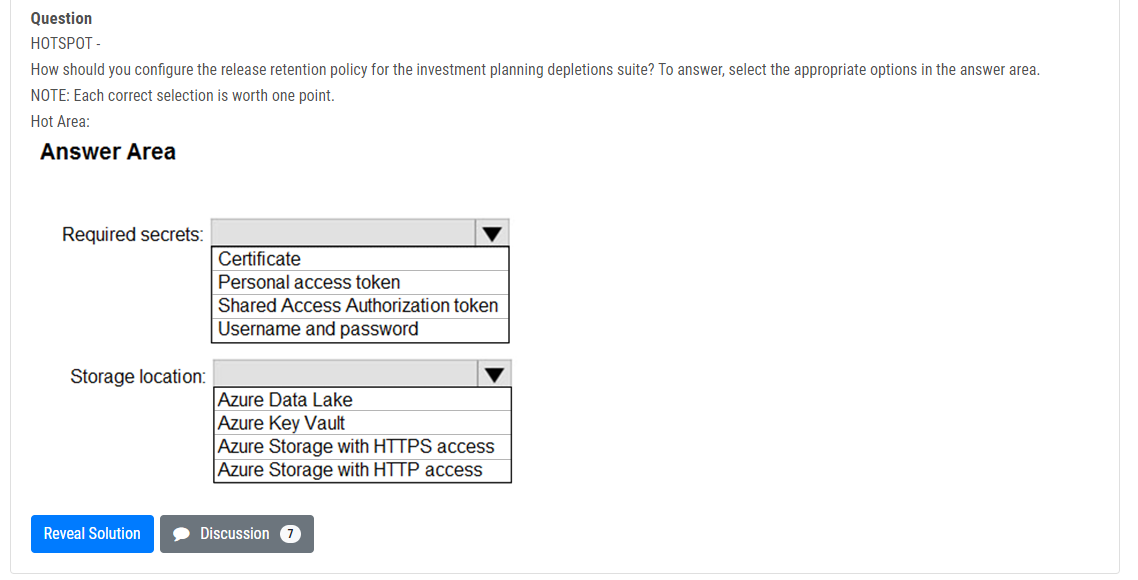 Question
HOTSPOT -
How should you configure the release retention policy for the investment planning depletions suite? To answer, select the appropriate options in the answer area.
NOTE: Each correct selection is worth one point.
Hot Area:
Answer Area
Required secrets:
Certificate
Personal access token
Shared Access Authorization token
Username and password
Storage location:
Azure Data Lake
Azure Key Vault
Azure Storage with HTTPS access
Azure Storage with HTTP access
Reveal Solution
Discussion 7